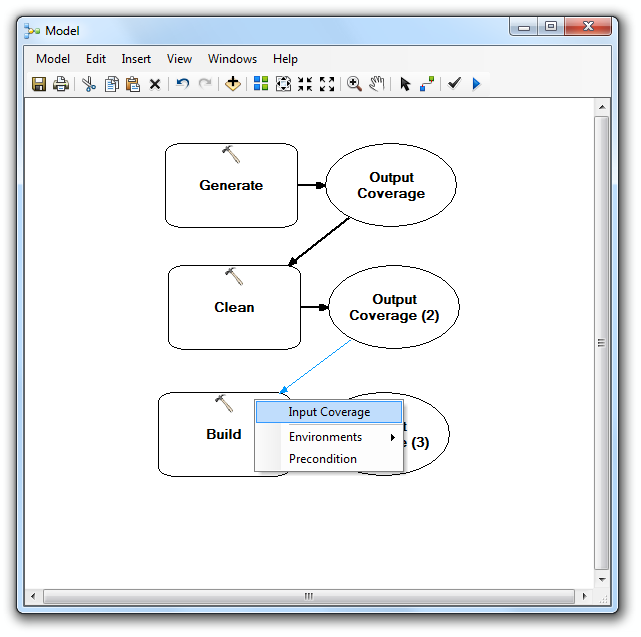 Model
Model Edit Insert View Windows Help
Generate
Output
Coverage
Clean
Output
Coverage (2)
Build
Input Coverage
Environments
(3)
Precondition